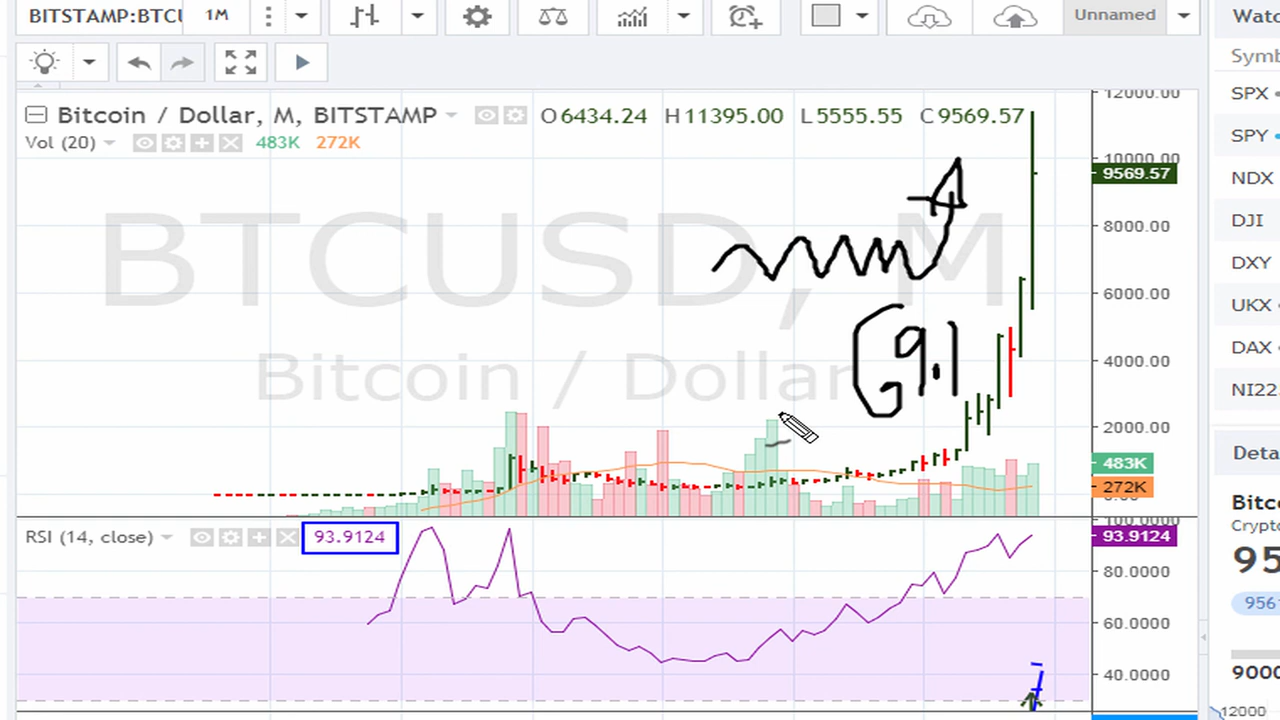 BITSTAMP:BTCU 1M Unnamed Watc
Symb
Bitcoin / Dollar, M, BITSTAMP O6434.24 H11395.00 L5555.55 C9569.57
Vol (20) 483K 272K
BTCUSD, M
Bitcoin / Dollar
G9.1
12000.00
10000.00
9569.57
8000.00
6000.00
4000.00
2000.00
483K
272K
RSI (14, close) 93.9124
100.0000
93.9124
80.0000
60.0000
40.0000
SPX
SPY
NDX
DJI
DXY
UKX
DAX
NI22
Deta
Bitco
Crypto
95
956
9000
12000